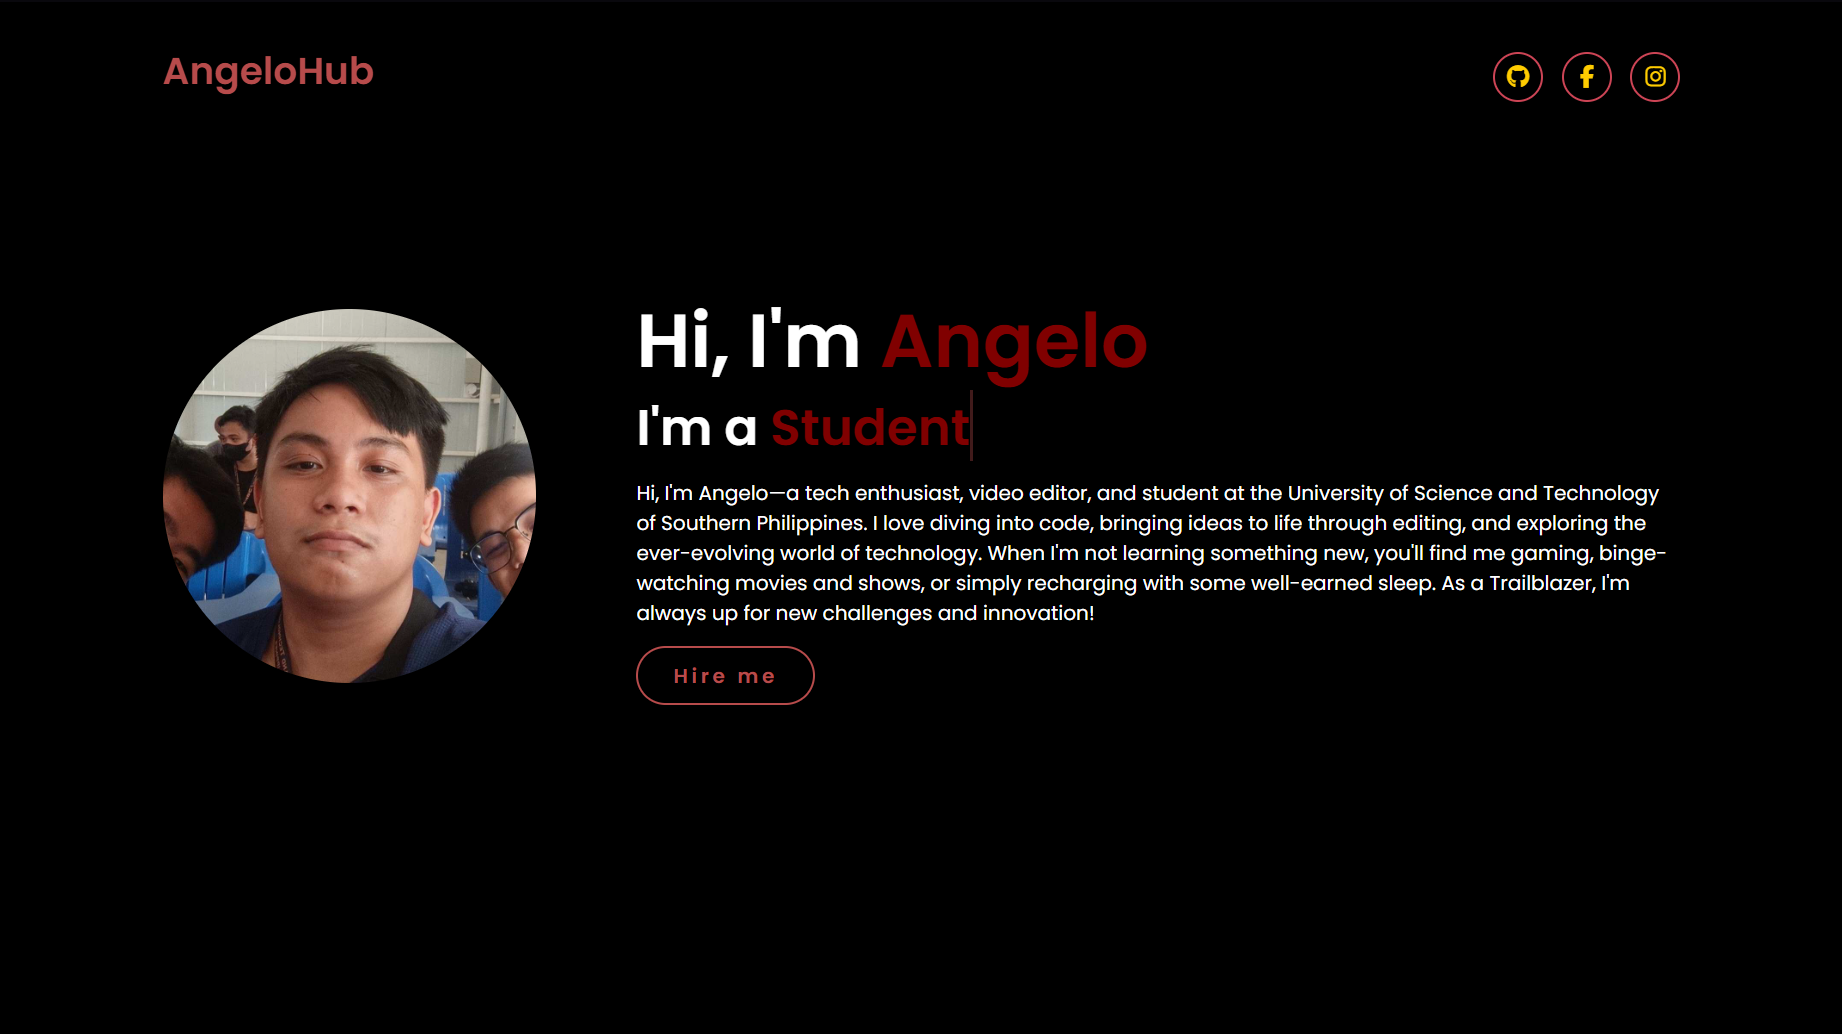 AngeloHub
Hi, I'm Angelo
I'm a Student
Hi, I'm Angelo—a tech enthusiast, video editor, and student at the University of Science and Technology
of Southern Philippines. I love diving into code, bringing ideas to life through editing, and exploring the
ever-evolving world of technology. When I'm not learning something new, you'll find me gaming, binge-
watching movies and shows, or simply recharging with some well-earned sleep. As a Trailblazer, I'm
always up for new challenges and innovation!
Hire me